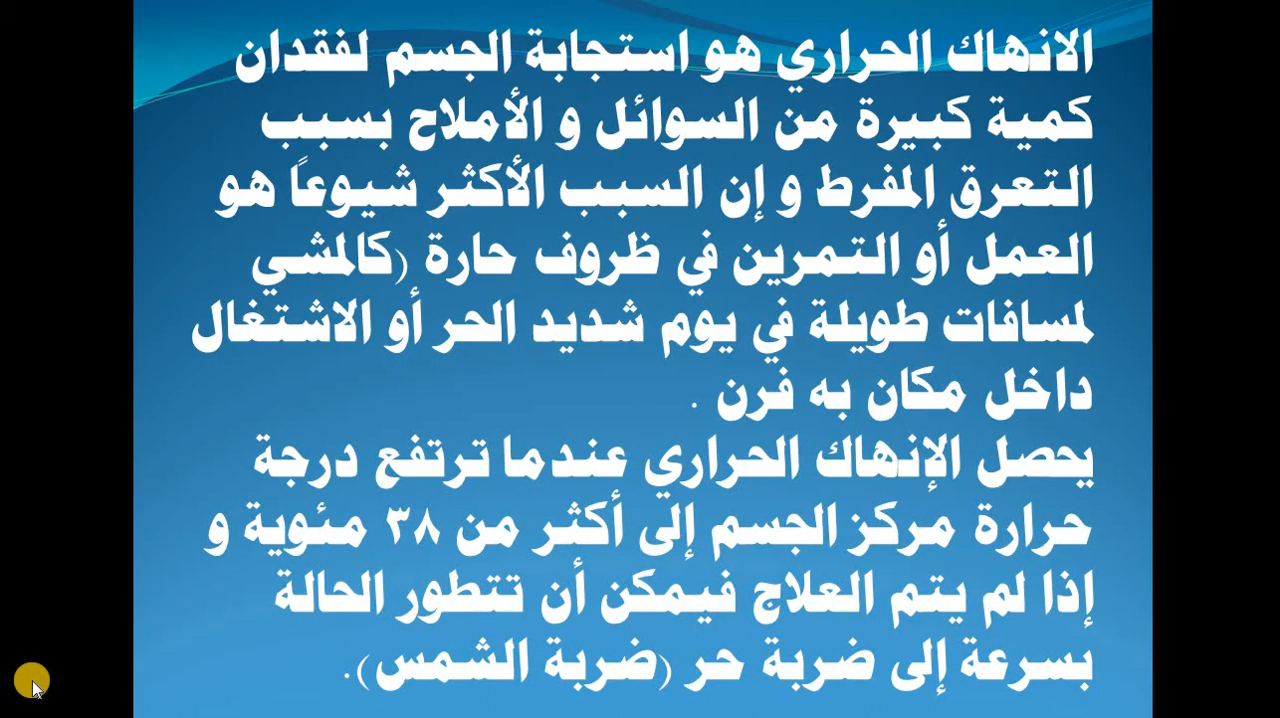 الانهاك الحراري هو استجابة الجسم لفقدان
كمية كبيرة من السوائل و الأملاح بسبب
التعرق المفرط و إن السبب الأكثر شيوعاً هو
العمل أو التمرين في ظروف حارة (كالمشي
لمسافات طويلة في يوم شديد الحر أو الاشتغال
داخل مكان به فرن .
يحصل الإنهاك الحراري عندما ترتفع درجة
حرارة مركز الجسم إلى أكثر من ٣٨ مئوية و
إذا لم يتم العلاج فيمكن أن تتطور الحالة
بسرعة إلى ضربة حر (ضربة الشمس).